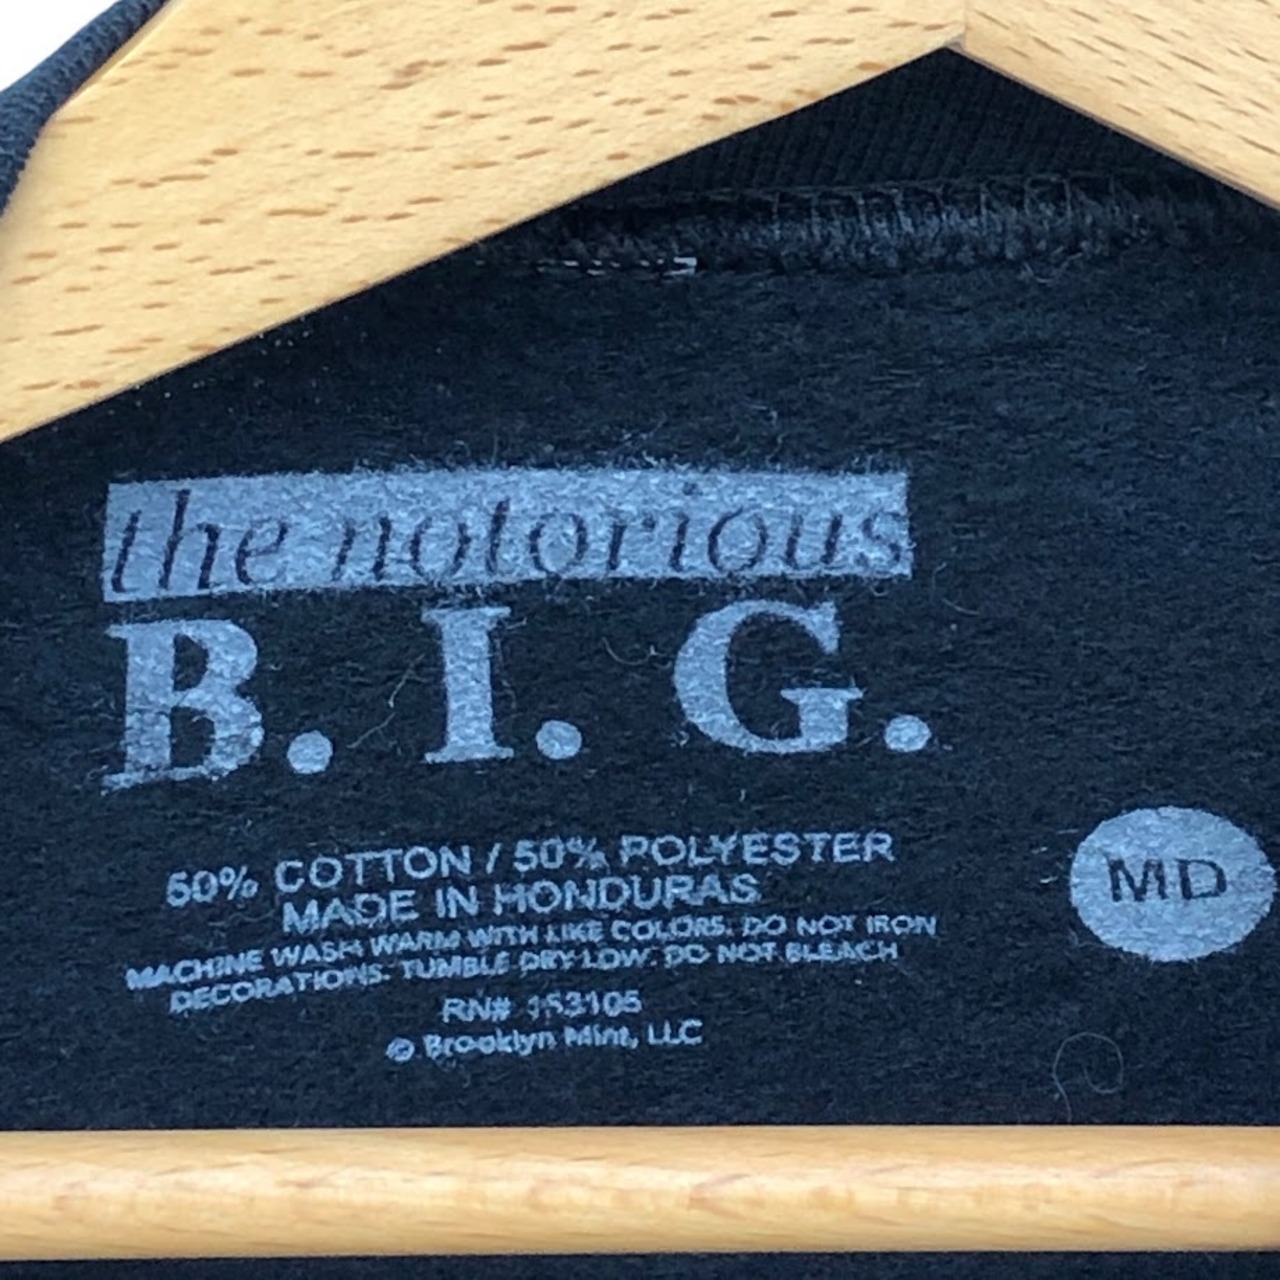 the notorious
B. I. G.
50% COTTON / 50% POLYESTER
MADE IN HONDURAS
MACHINE WASH WARM WITH LIKE COLORS. DO NOT IRON
DECORATIONS. TUMBLE DRY LOW. DO NOT BLEACH
RN# 153105
© Brooklyn Mint, LLC
MD